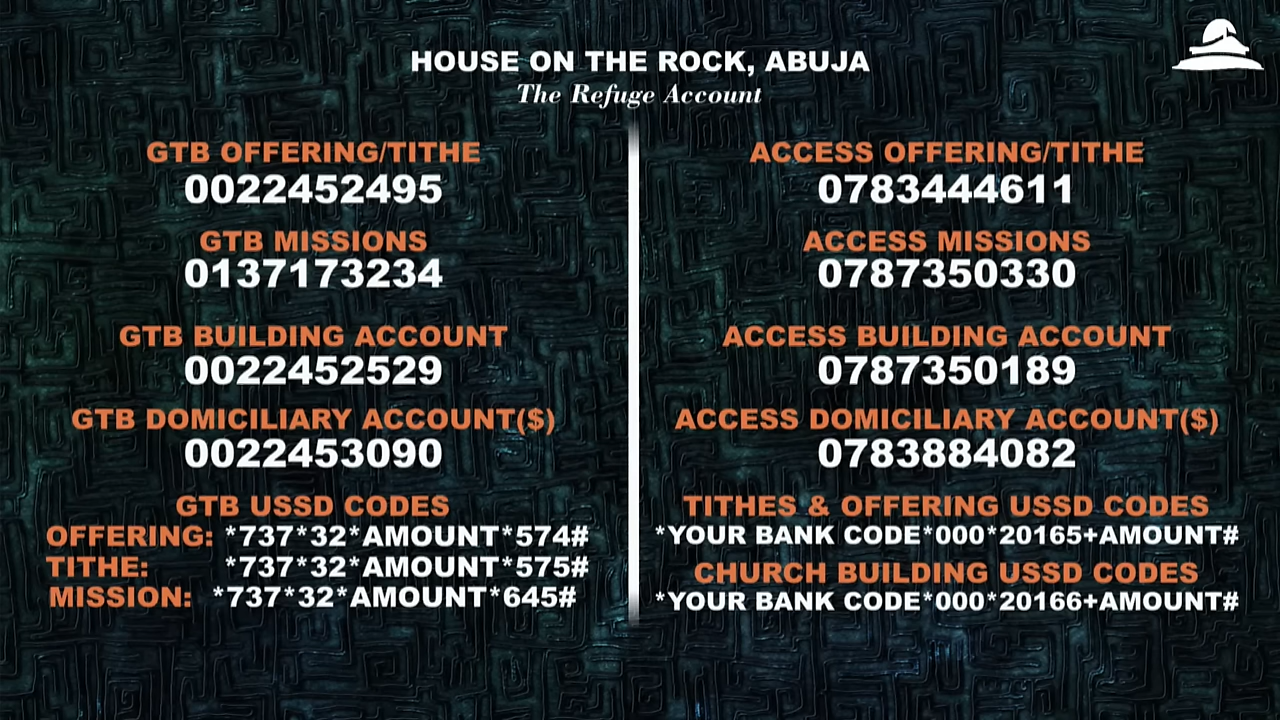 HOUSE ON THE ROCK, ABUJA
The Refuge Account
GTB OFFERING/TITHE
0022452495
GTB MISSIONS
0137173234
GTB BUILDING ACCOUNT
0022452529
GTB DOMICILIARY ACCOUNT($)
0022453090
GTB USSD CODES
OFFERING: *737*32*AMOUNT*574#
TITHE: *737*32*AMOUNT*575#
MISSION: *737*32*AMOUNT*645#
ACCESS OFFERING/TITHE
0783444611
ACCESS MISSIONS
0787350330
ACCESS BUILDING ACCOUNT
0787350189
ACCESS DOMICILIARY ACCOUNT($)
0783884082
TITHES & OFFERING USSD CODES
*YOUR BANK CODE*000*20165+AMOUNT#
CHURCH BUILDING USSD CODES
*YOUR BANK CODE*000*20166+AMOUNT#